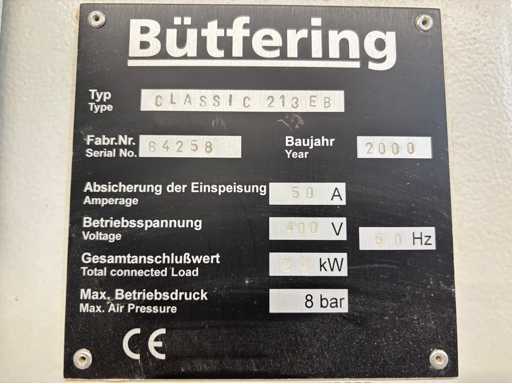 Bütfering
Typ
Type
CLASSIC 213 EB
Fabr.Nr.
Serial No.
64258
Baujahr
Year
2000
Absicherung der Einspeisung
Amperage
50 A
Betriebsspannung
Voltage
400 V
50 Hz
Gesamtanschlußwert
Total connected Load
kW
Max. Betriebsdruck
Max. Air Pressure
8 bar
CE